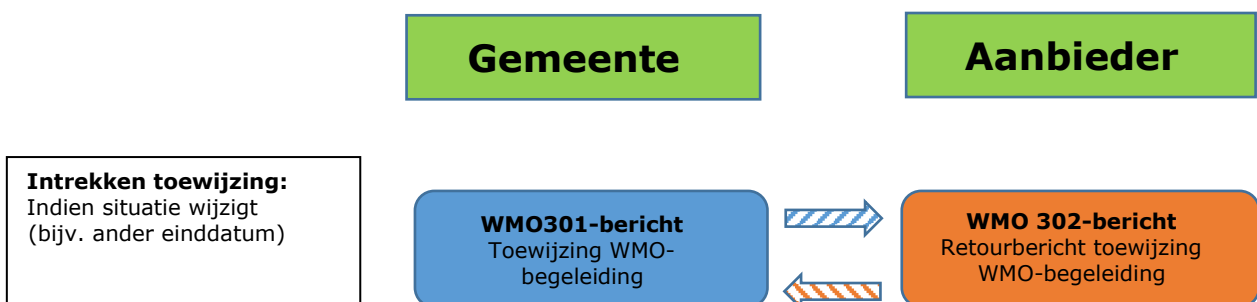 Gemeente
Aanbieder
Intrekken toewijzing:
Indien situatie wijzigt
(bijv. ander einddatum)
WMO301-bericht
Toewijzing WMO-
begeleiding
WMO 302-bericht
Retourbericht toewijzing
WMO-begeleiding